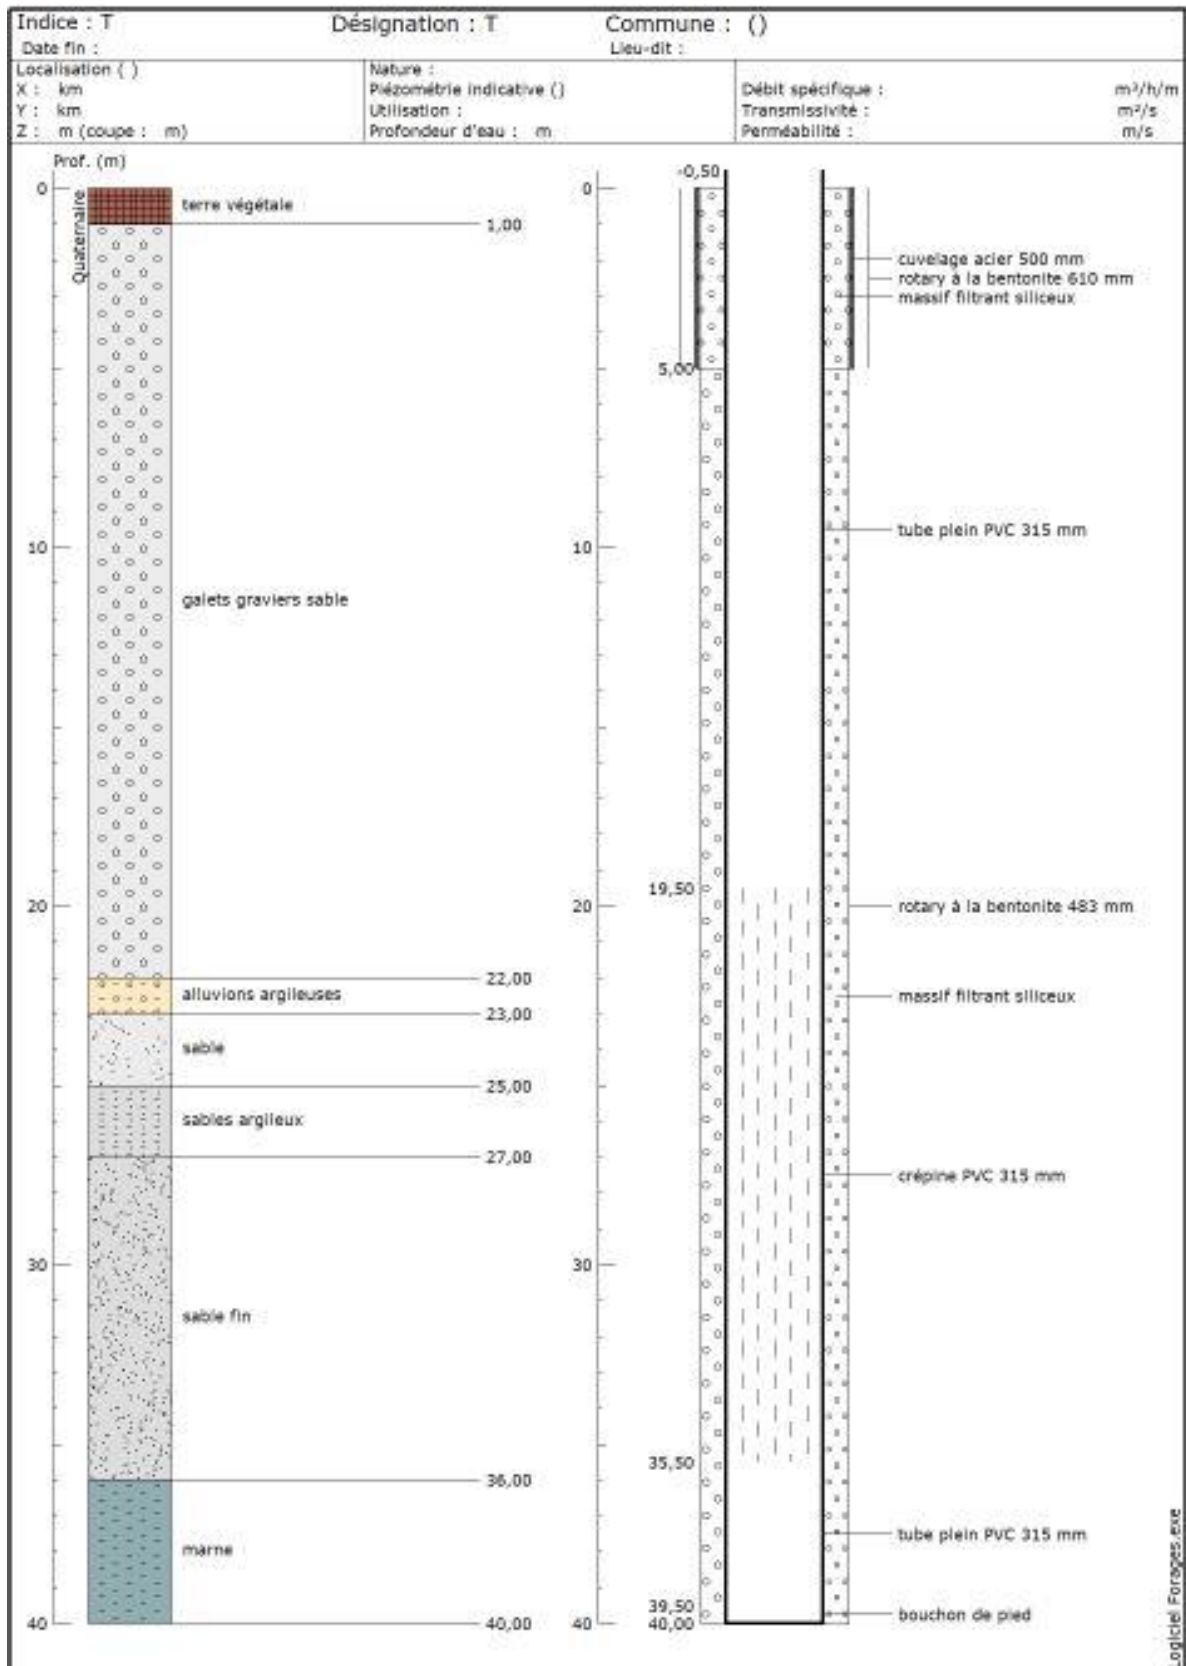 Indice : T Désignation : T Commune : ()
Date fin : Lieu-dit :
Localisation ( ) Nature :
X : km Piézométrie indicative () Débit spécifique : m³/h/m
Y : km Utilisation : Transmissivité : m²/s
Z : m (coupe : m) Profondeur d'eau : m Perméabilité : m/s
Prof. (m)
-0,50
0 0
Quaternaire
terre végétale
1,00
cuvelage acier 500 mm
rotary à la bentonite 610 mm
massif filtrant siliceux
5,00
tube plein PVC 315 mm
10 10
galets graviers sable
19,50
20 20
rotary à la bentonite 483 mm
22,00
alluvions argileuses
massif filtrant siliceux
23,00
sable
25,00
sables argileux
27,00
crépine PVC 315 mm
30 30
sable fin
35,50
36,00
tube plein PVC 315 mm
marne
39,50
bouchon de pied
40 40,00 40 40,00
Logiciel Forages.exe